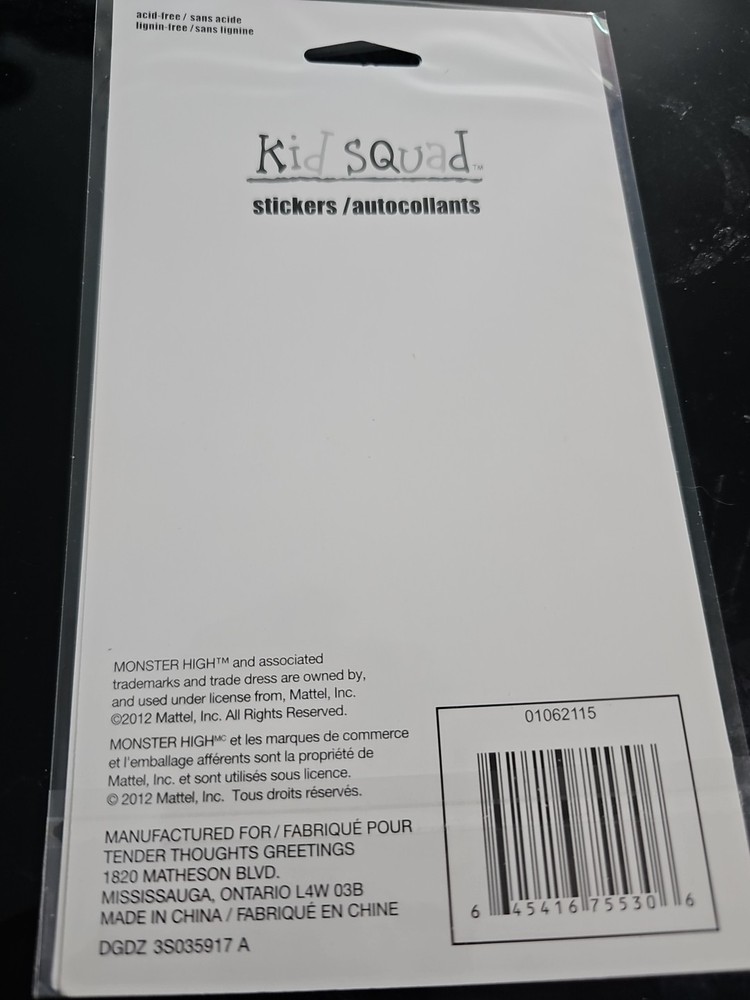 acid-free / sans acide
lignin-free / sans lignine
Kid SQuad™
stickers / autocollants
MONSTER HIGH™ and associated
trademarks and trade dress are owned by,
and used under license from, Mattel, Inc.
©2012 Mattel, Inc. All Rights Reserved.
MONSTER HIGHᴹᶜ et les marques de commerce
et l'emballage afférents sont la propriété de
Mattel, Inc. et sont utilisés sous licence.
© 2012 Mattel, Inc. Tous droits réservés.
MANUFACTURED FOR / FABRIQUÉ POUR
TENDER THOUGHTS GREETINGS
1820 MATHESON BLVD.
MISSISSAUGA, ONTARIO L4W 03B
MADE IN CHINA / FABRIQUÉ EN CHINE
DGDZ 3S035917 A
01062115
6 45416 75530 6